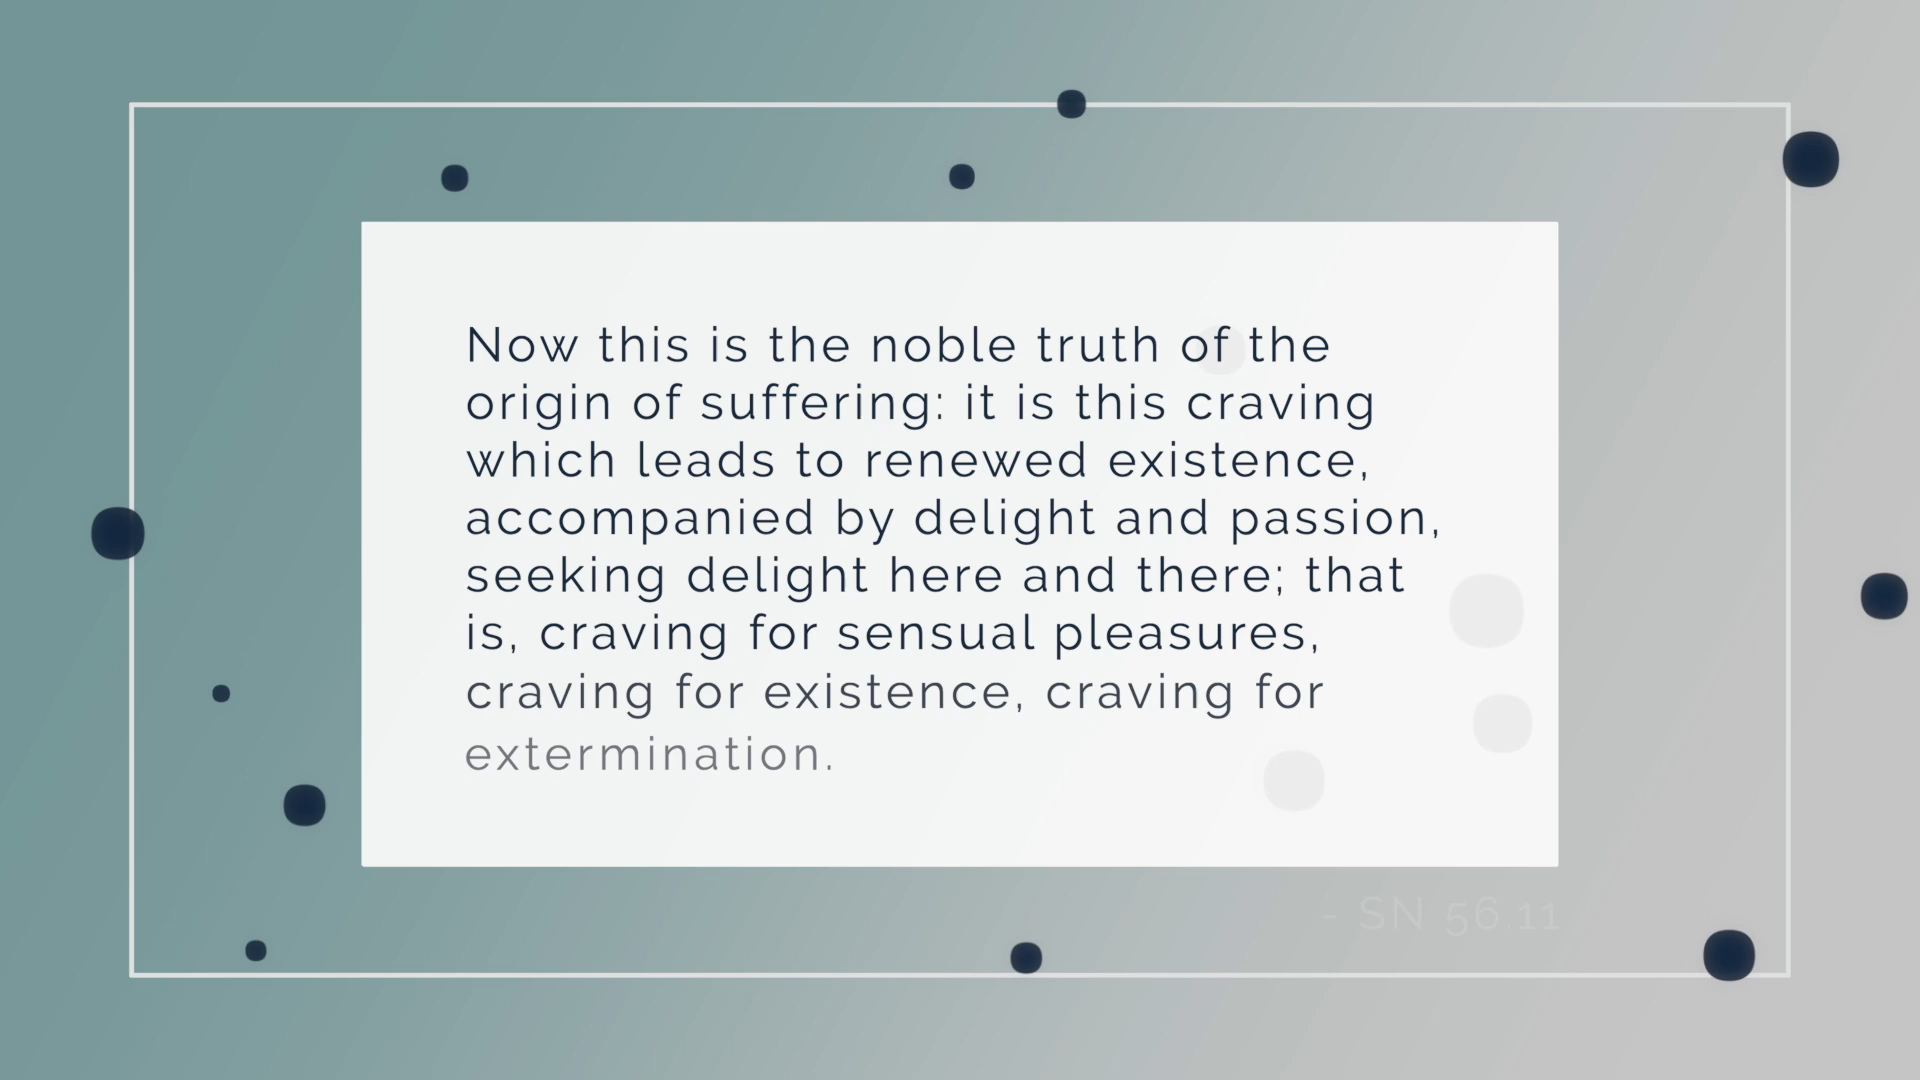 Now this is the noble truth of the
origin of suffering: it is this craving
which leads to renewed existence,
accompanied by delight and passion,
seeking delight here and there; that
is, craving for sensual pleasures,
craving for existence, craving for
extermination.
- SN 56.11